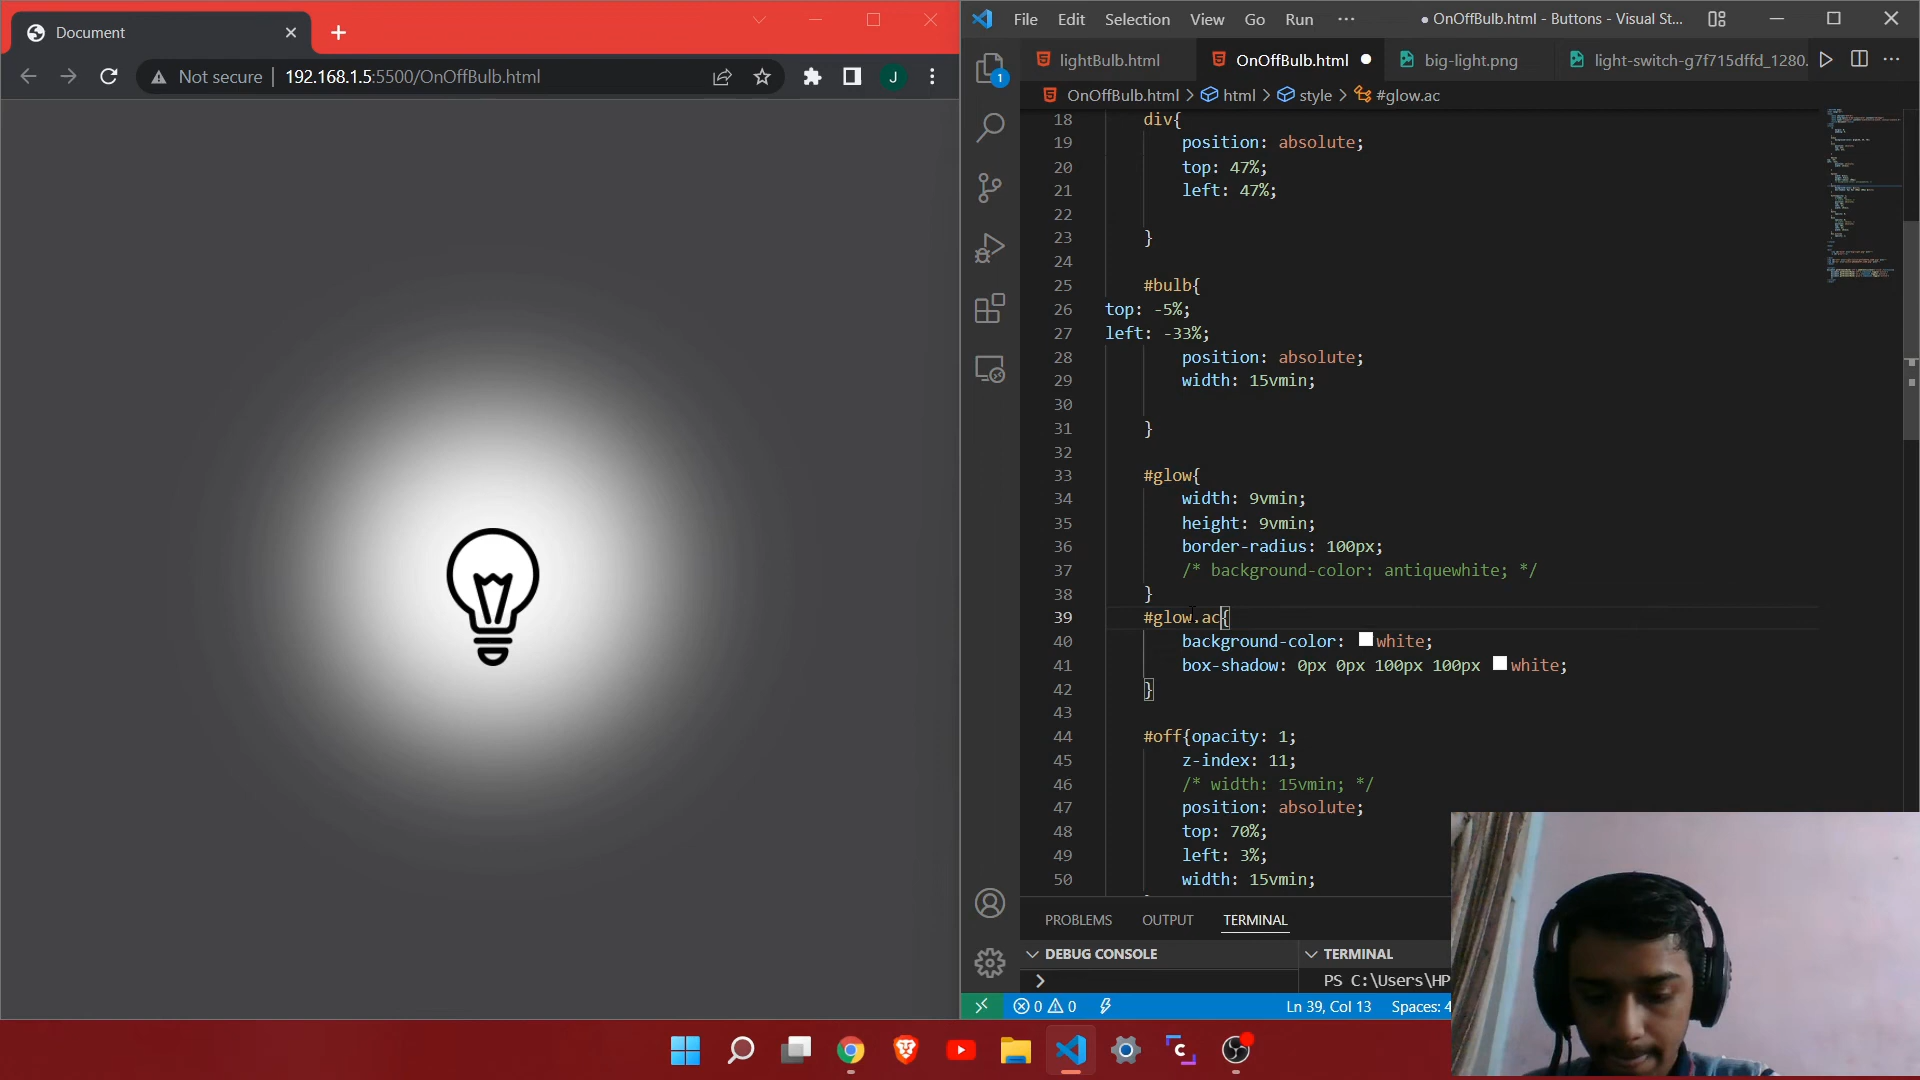 Document
Not secure
192.168.1.5:5500/OnOffBulb.html
J
File Edit Selection View Go Run ···
● OnOffBulb.html - Buttons - Visual St...
lightBulb.html
OnOffBulb.html
big-light.png
light-switch-g7f715dffd_1280.
1
OnOffBulb.html > html > style > #glow.ac
18 div{
19 position: absolute;
20 top: 47%;
21 left: 47%;
22
23 }
24
25 #bulb{
26 top: -5%;
27 left: -33%;
28 position: absolute;
29 width: 15vmin;
30
31 }
32
33 #glow{
34 width: 9vmin;
35 height: 9vmin;
36 border-radius: 100px;
37 /* background-color: antiquewhite; */
38 }
39 #glow.ac{
40 background-color: white;
41 box-shadow: 0px 0px 100px 100px white;
42 }
43
44 #off{opacity: 1;
45 z-index: 11;
46 /* width: 15vmin; */
47 position: absolute;
48 top: 70%;
49 left: 3%;
50 width: 15vmin;
PROBLEMS OUTPUT TERMINAL
DEBUG CONSOLE
TERMINAL
PS C:\Users\HP
0 0
Ln 39, Col 13
Spaces: 4